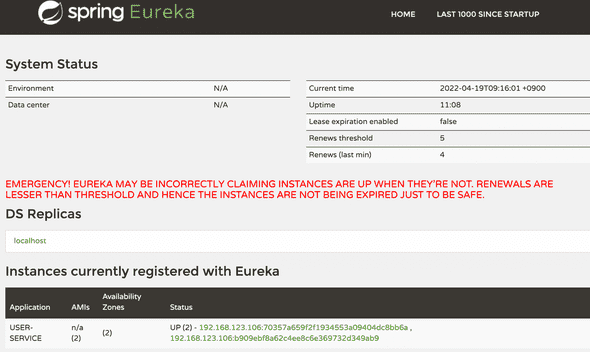 spring Eureka
HOME LAST 1000 SINCE STARTUP
System Status
Environment N/A
Data center N/A
Current time 2022-04-19T09:16:01 +0900
Uptime 11:08
Lease expiration enabled false
Renews threshold 5
Renews (last min) 4
EMERGENCY! EUREKA MAY BE INCORRECTLY CLAIMING INSTANCES ARE UP WHEN THEY'RE NOT. RENEWALS ARE
LESSER THAN THRESHOLD AND HENCE THE INSTANCES ARE NOT BEING EXPIRED JUST TO BE SAFE.
DS Replicas
localhost
Instances currently registered with Eureka
Application AMIs Availability Zones Status
USER-SERVICE n/a (2) (2) UP (2) - 192.168.123.106:70357a659f2f1934553a09404dc8bb6a ,
192.168.123.106:b909ebf8a62c4ee8c6e369732d349ab9